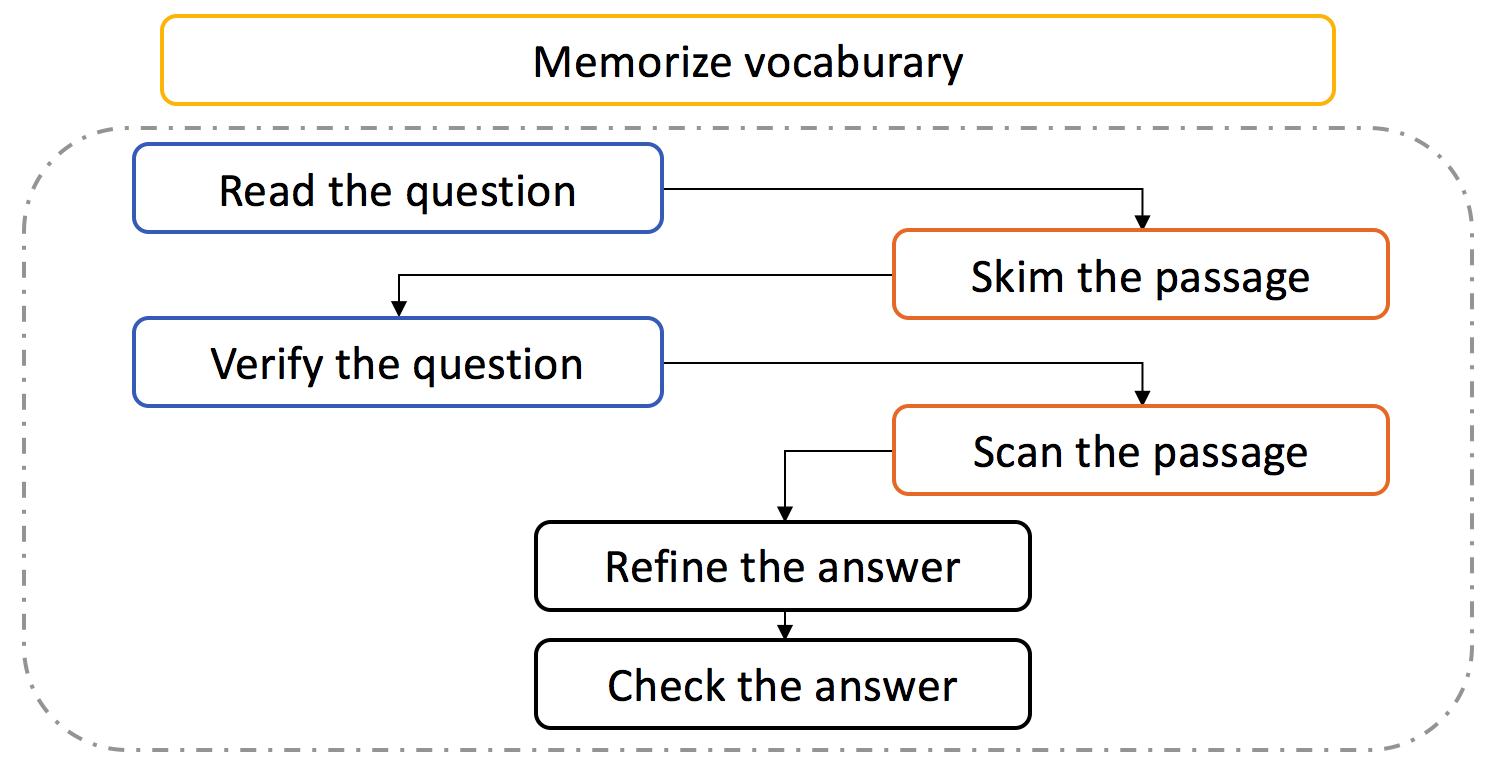 Memorize vocaburary
Read the question
Skim the passage
Verify the question
Scan the passage
Refine the answer
Check the answer